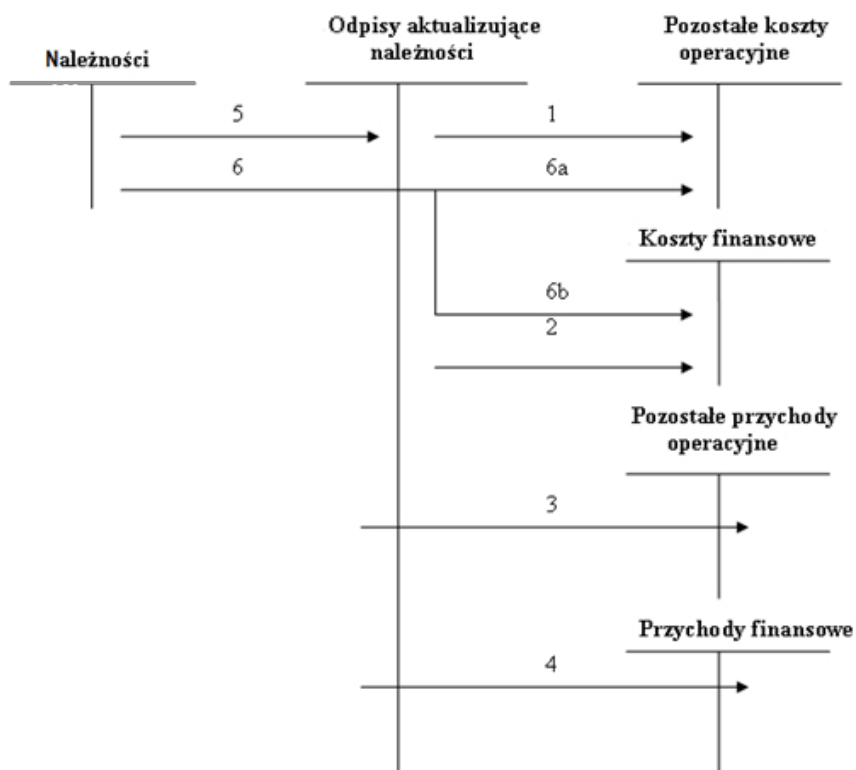 Odpisy aktualizujące
należności
Pozostałe koszty
operacyjne
Należności
5
1
6
6a
Koszty finansowe
6b
2
Pozostałe przychody
operacyjne
3
Przychody finansowe
4